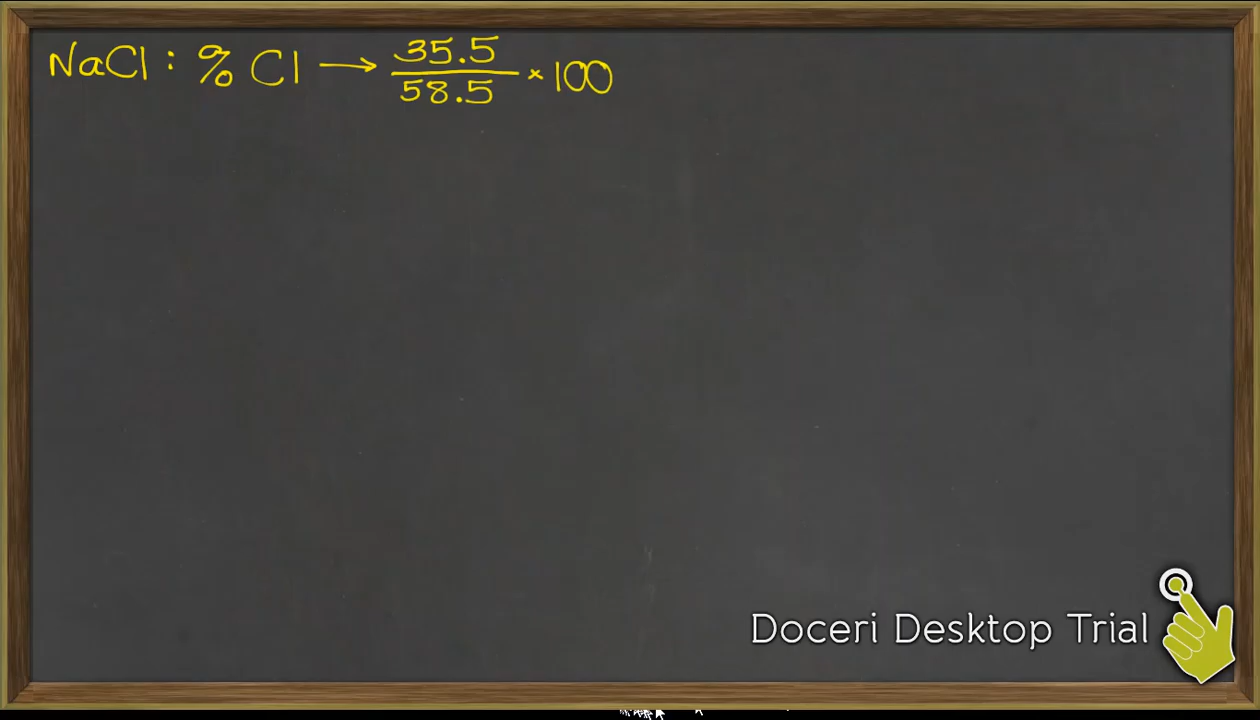 NaCl : % Cl → 35.5/58.5 × 100
Doceri Desktop Trial